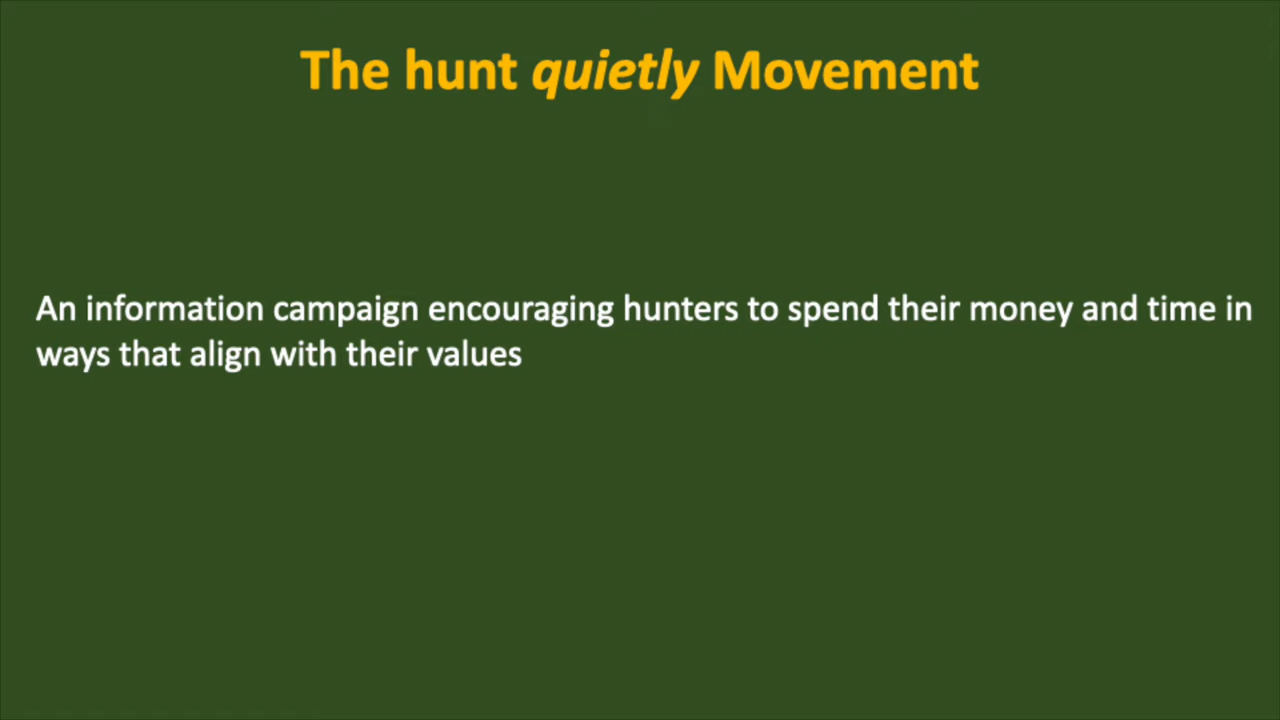 The hunt quietly Movement
An information campaign encouraging hunters to spend their money and time in
ways that align with their values